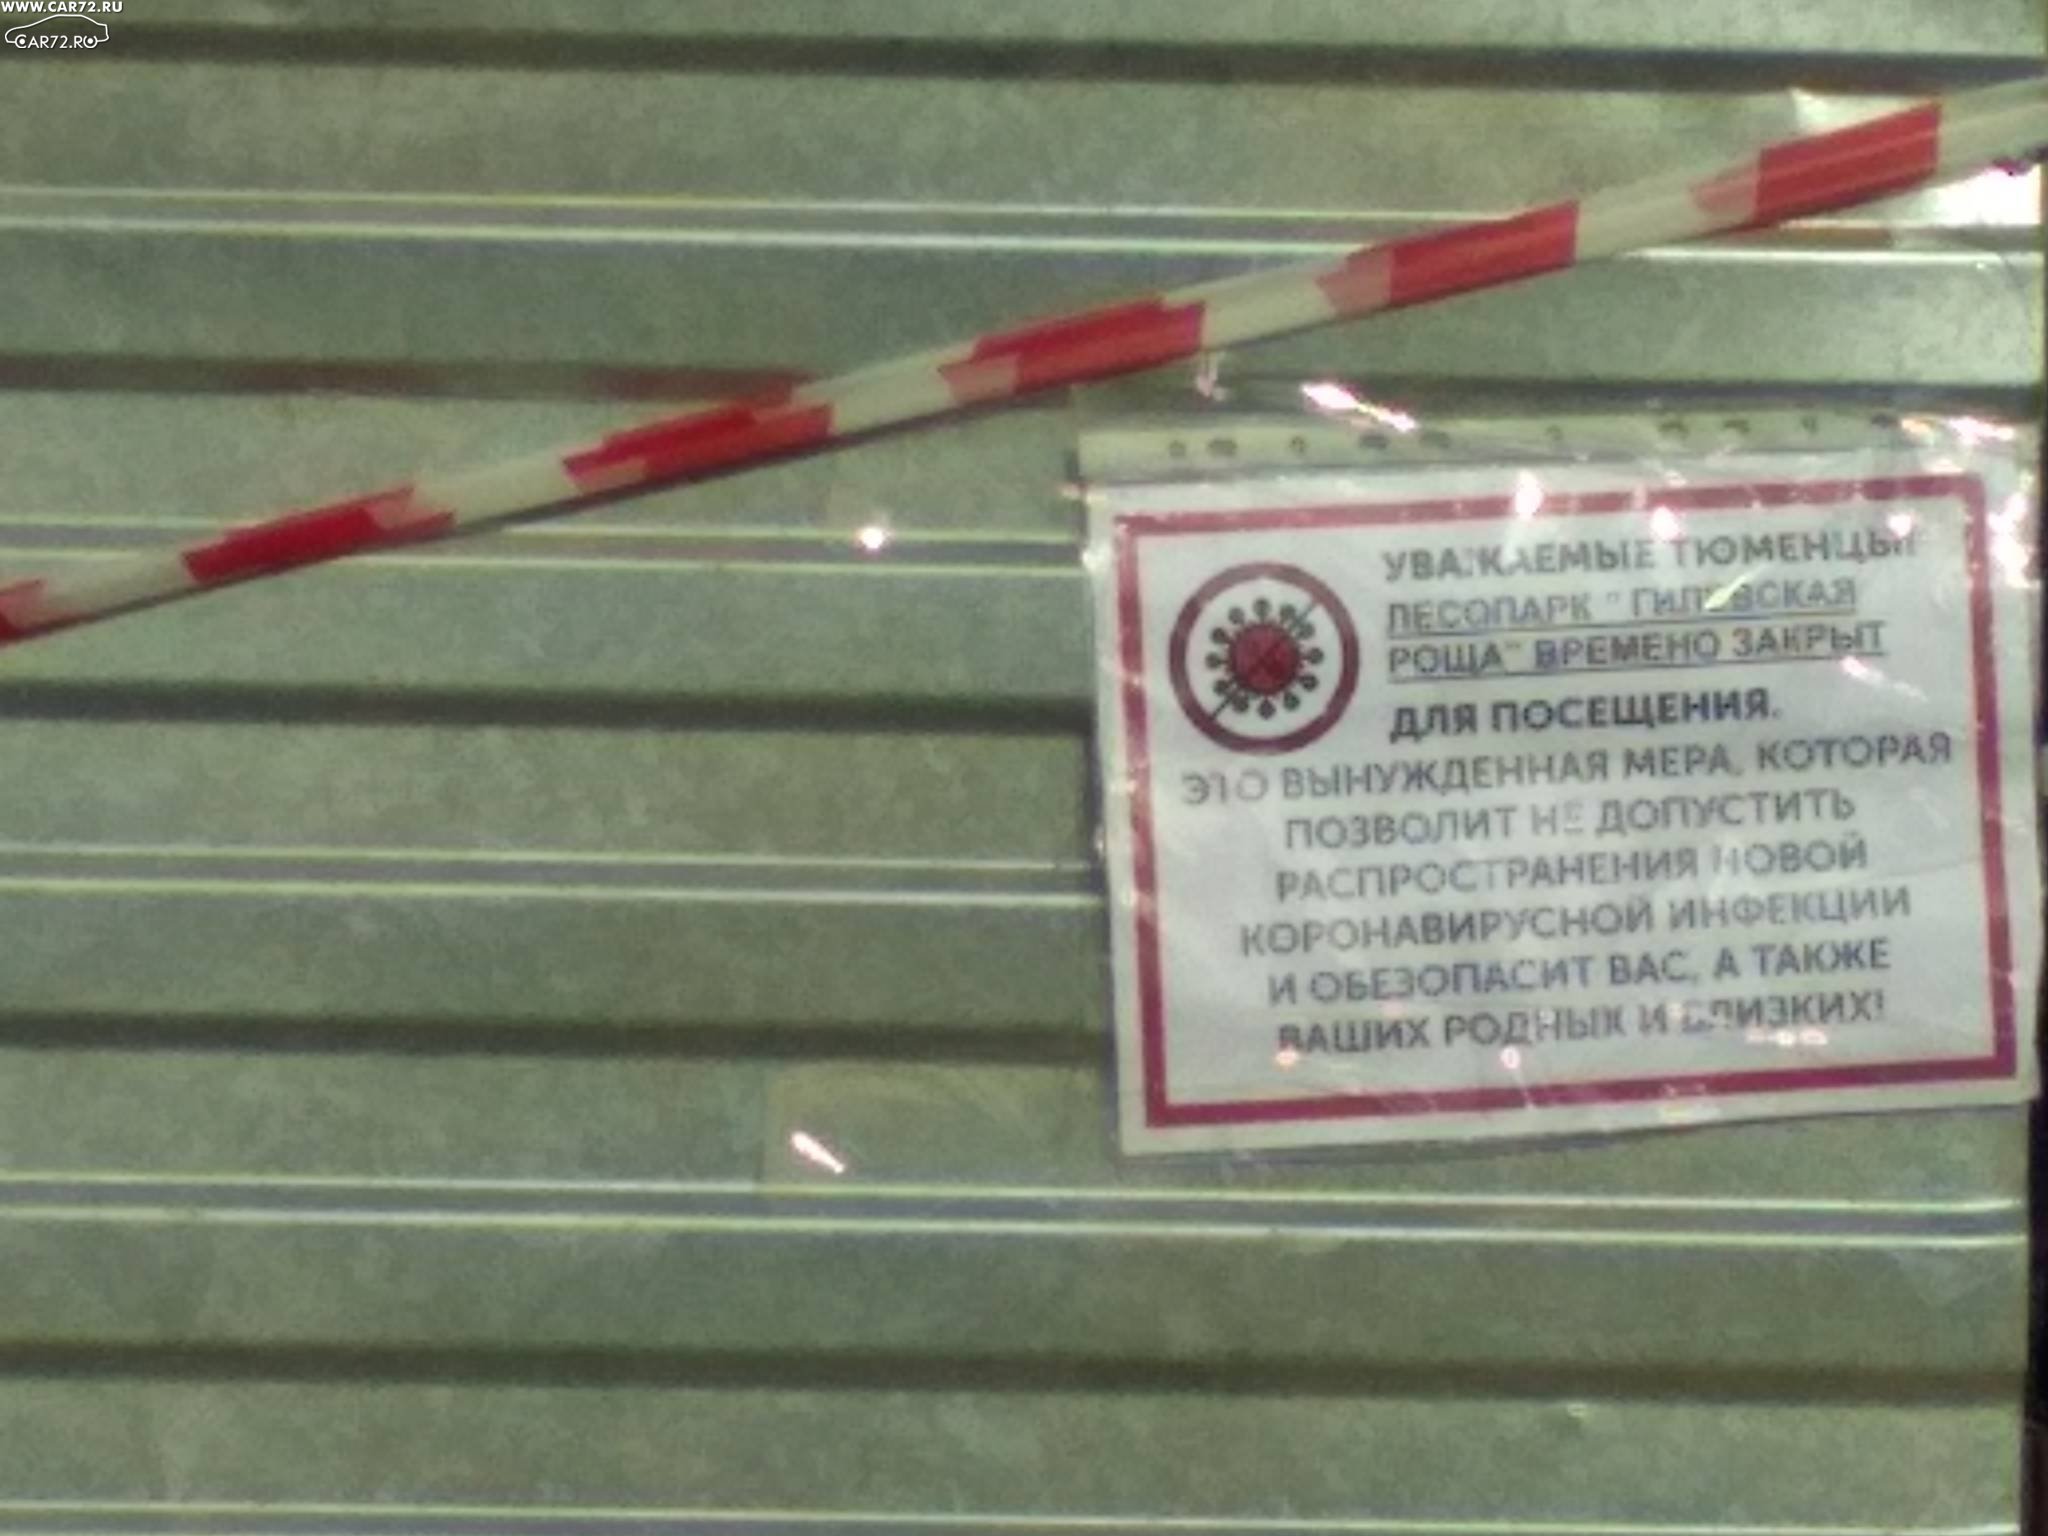 WWW.CAR72.RU
CAR72.RU
УВАЖАЕМЫЕ ТЮМЕНЦЫ!
ЛЕСОПАРК "ГИЛЕВСКАЯ
РОЩА" ВРЕМЕНО ЗАКРЫТ
ДЛЯ ПОСЕЩЕНИЯ.
ЭТО ВЫНУЖДЕННАЯ МЕРА, КОТОРАЯ
ПОЗВОЛИТ НЕ ДОПУСТИТЬ
РАСПРОСТРАНЕНИЯ НОВОЙ
КОРОНАВИРУСНОЙ ИНФЕКЦИИ
И ОБЕЗОПАСИТ ВАС, А ТАКЖЕ
ВАШИХ РОДНЫХ И БЛИЗКИХ!